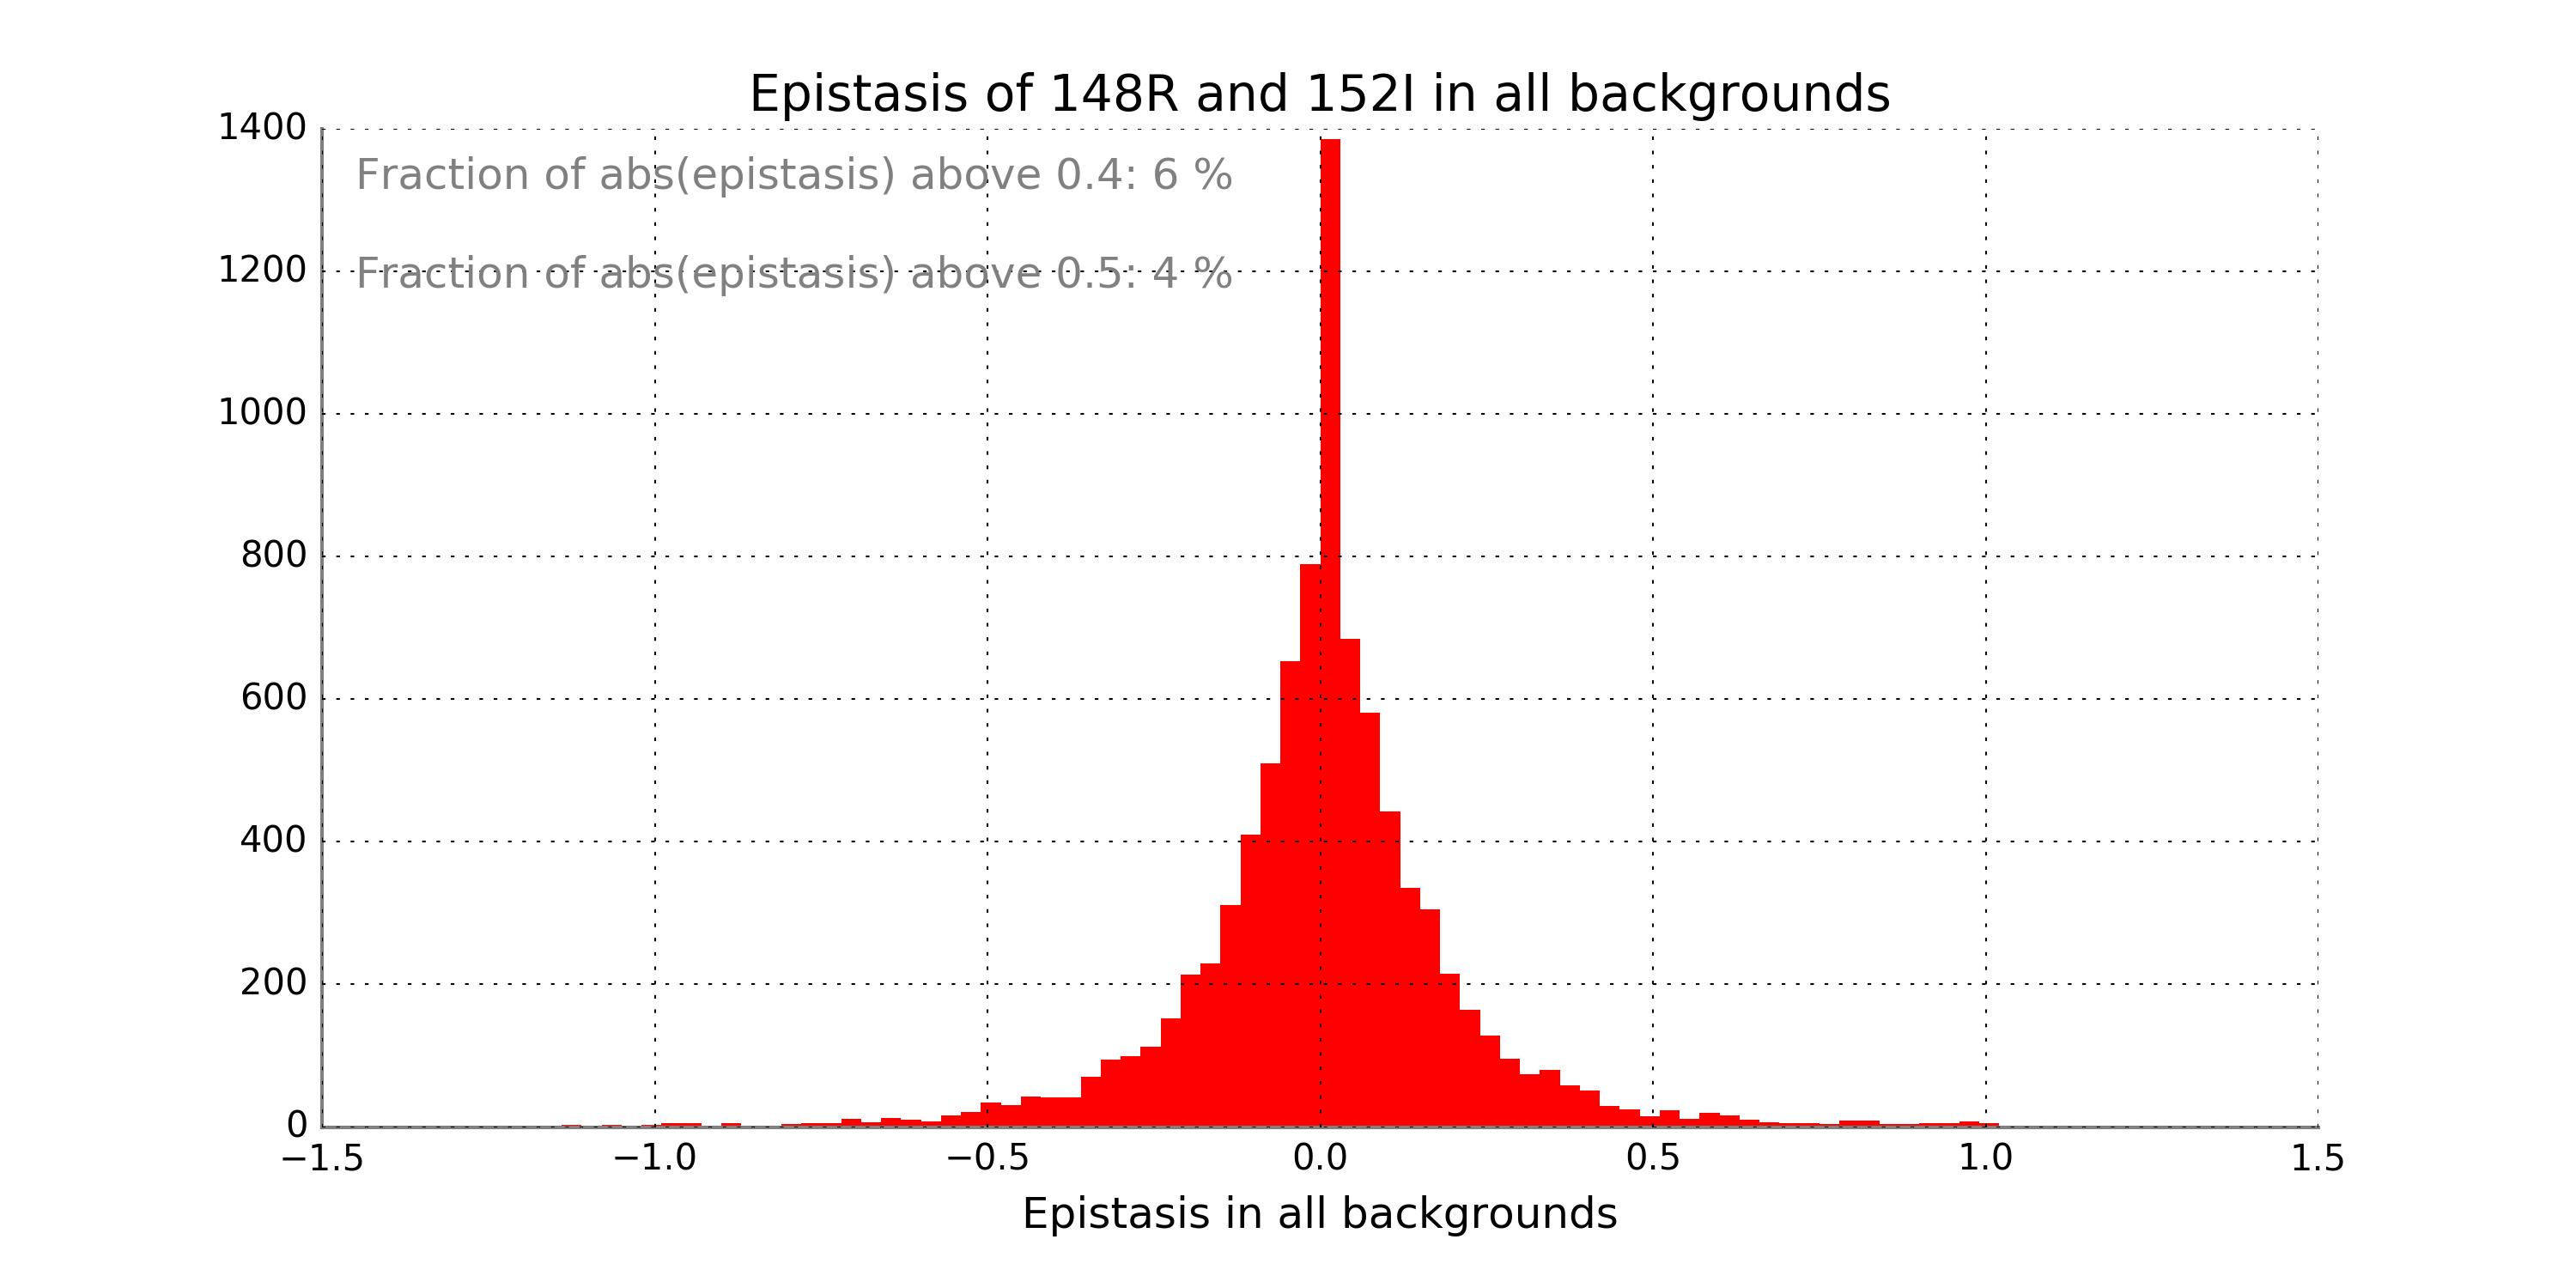 Epistasis of 148R and 152I in all backgrounds
1400
Fraction of abs(epistasis) above 0.4: 6 %
1200
Fraction of abs(epistasis) above 0.5: 4 %
1000
800
600
400
200
0
−1.5 −1.0 −0.5 0.0 0.5 1.0 1.5
Epistasis in all backgrounds